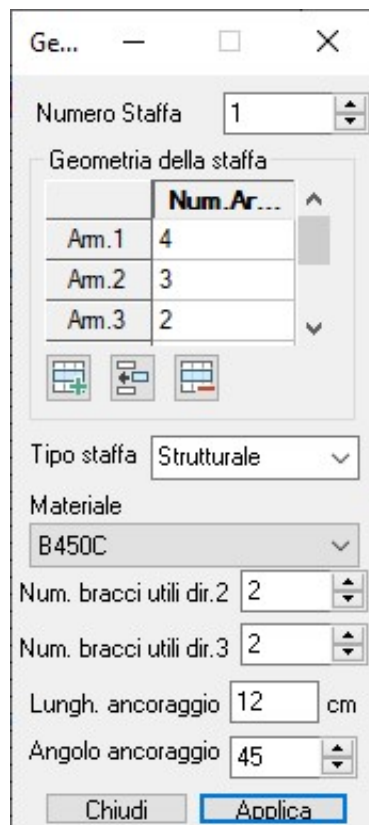 Ge...
Numero Staffa 1
Geometria della staffa
Num.Ar...
Arm.1 4
Arm.2 3
Arm.3 2
Tipo staffa Strutturale
Materiale
B450C
Num. bracci utili dir.2 2
Num. bracci utili dir.3 2
Lungh. ancoraggio 12 cm
Angolo ancoraggio 45
Chiudi Applica